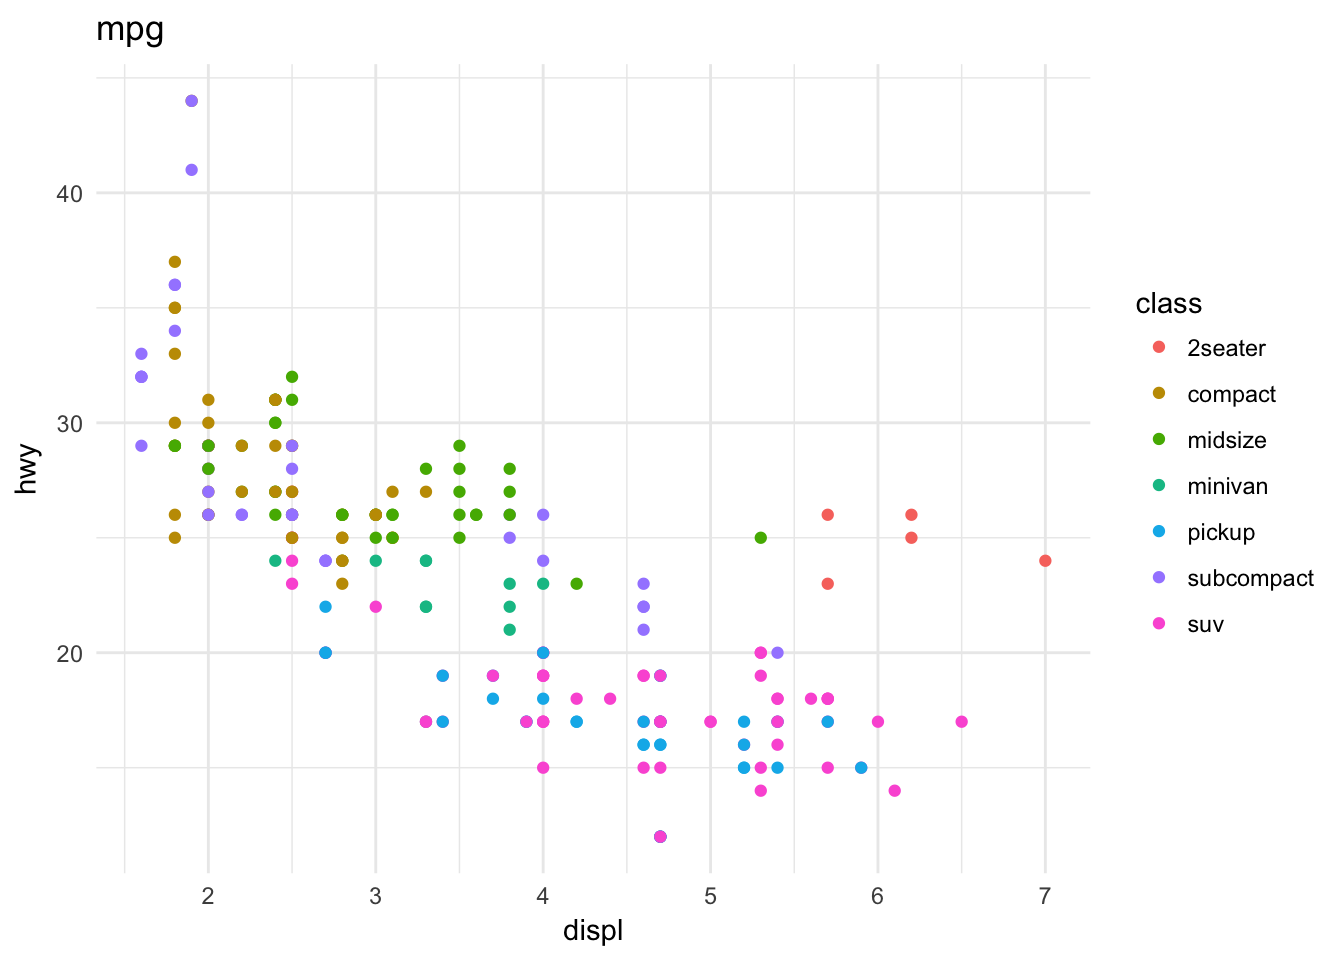 mpg
hwy
40
30
20
2 3 4 5 6 7
displ
class
2seater
compact
midsize
minivan
pickup
subcompact
suv